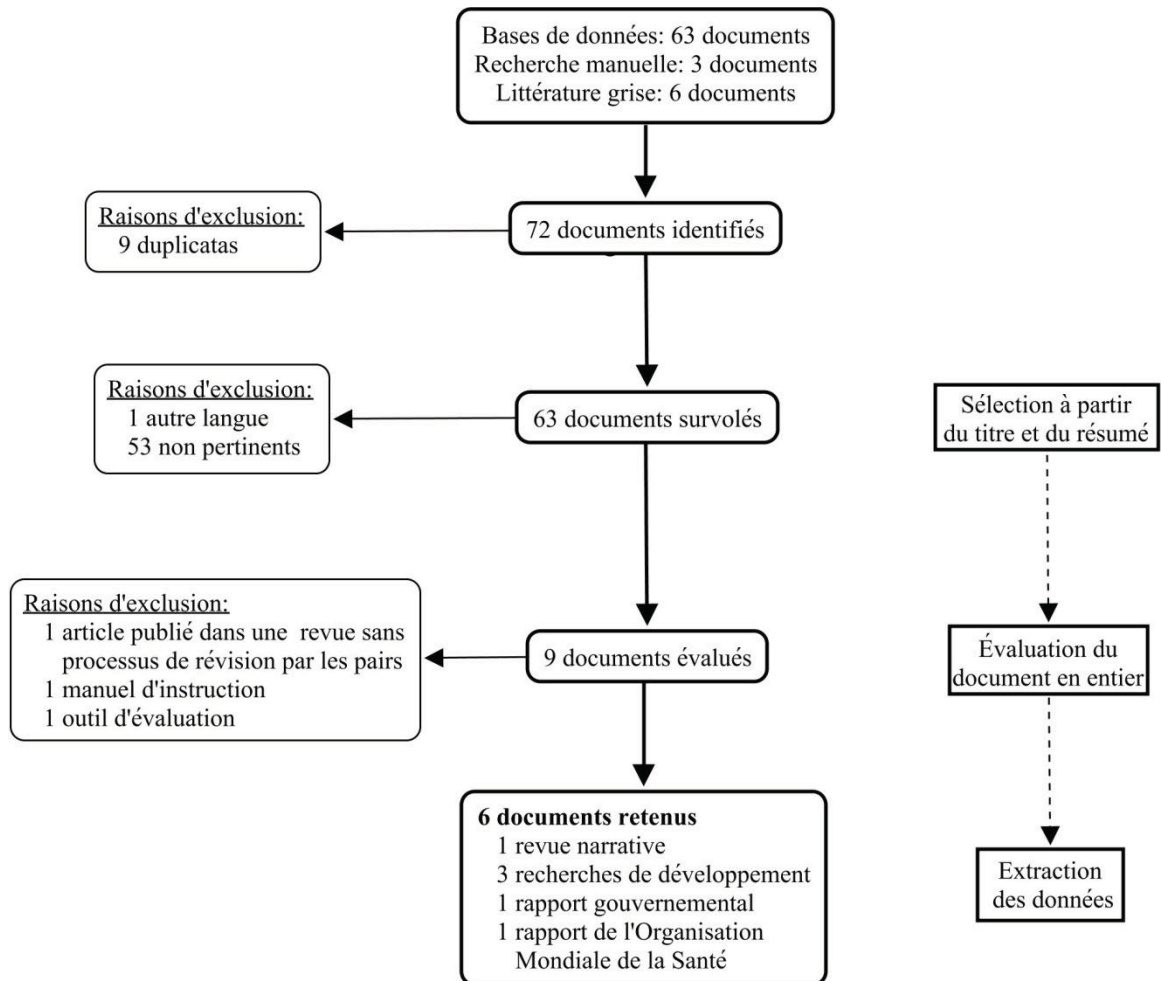 Bases de données: 63 documents
Recherche manuelle: 3 documents
Littérature grise: 6 documents
Raisons d'exclusion:
9 duplicatas
72 documents identifiés
Raisons d'exclusion:
1 autre langue
53 non pertinents
63 documents survolés
Sélection à partir
du titre et du résumé
Raisons d'exclusion:
1 article publié dans une revue sans
processus de révision par les pairs
1 manuel d'instruction
1 outil d'évaluation
9 documents évalués
Évaluation du
document en entier
6 documents retenus
1 revue narrative
3 recherches de développement
1 rapport gouvernemental
1 rapport de l'Organisation
Mondiale de la Santé
Extraction
des données